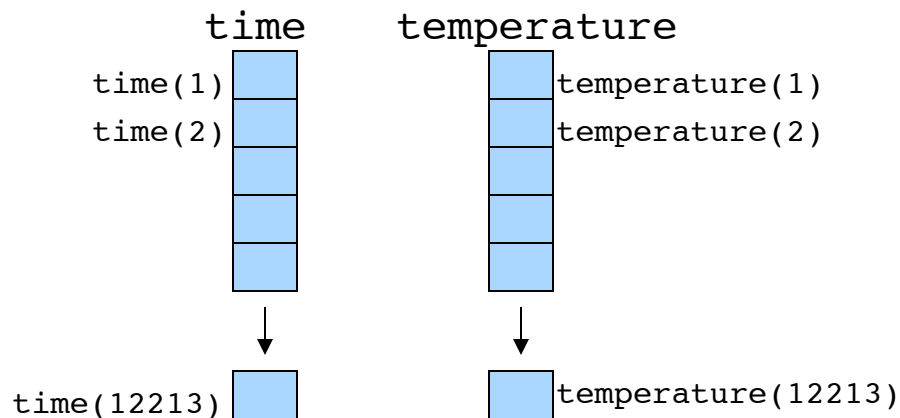 time temperature
time(1) temperature(1)
time(2) temperature(2)
time(12213) temperature(12213)